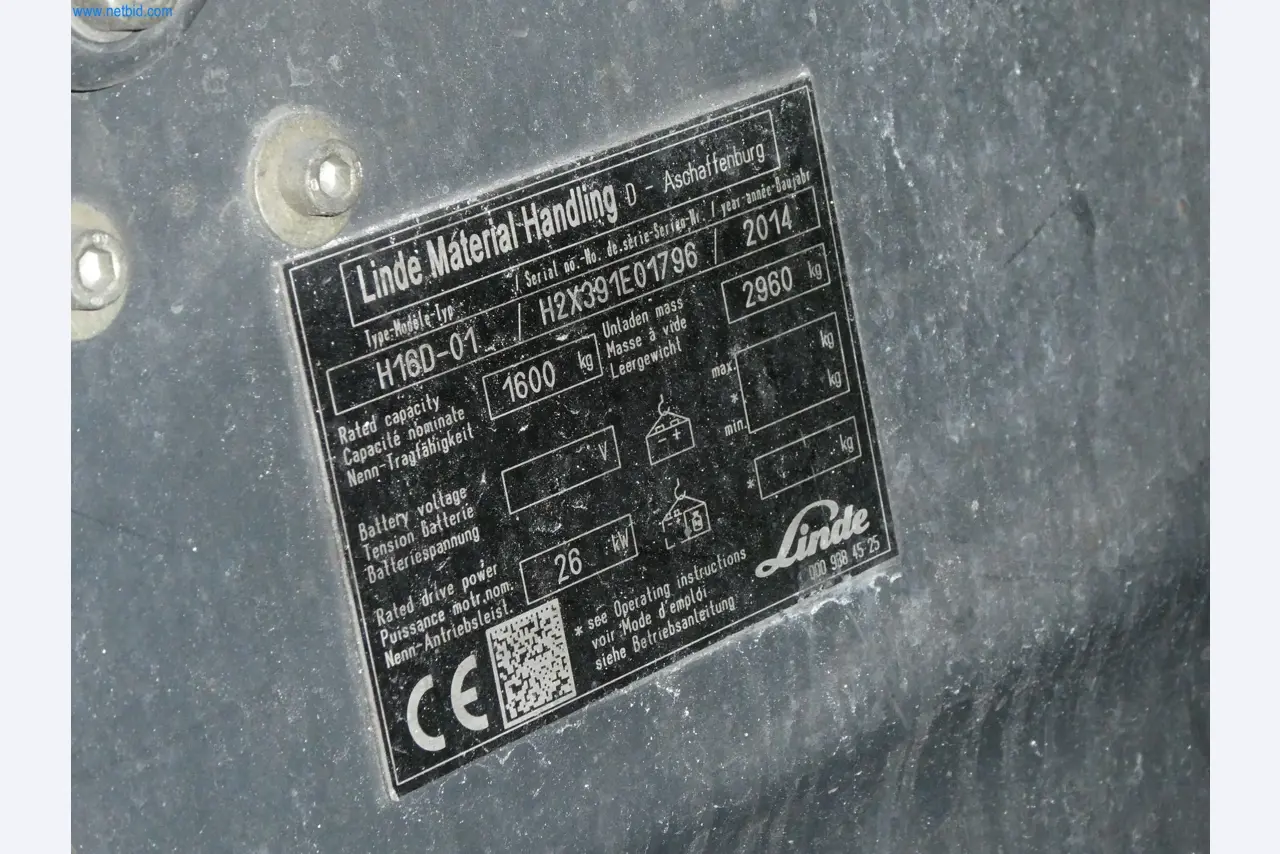 www.netbid.com
Linde Material Handling D - Aschaffenburg
Type-Modèle-Typ / Serial no.-No. de.série-Serien-Nr. / year-année-Baujahr
H16D-01 / H2X391E01796 / 2014
Rated capacity
Capacité nominate
Nenn-Tragfähigkeit
1600 kg
Unladen mass
Masse à vide
Leergewicht
2960 kg
Battery voltage
Tension Batterie
Batteriespannung
V
- +
max. kg
*
min. kg
* kg
Rated drive power
Puissance motr.nom.
Nenn-Antriebsleist.
26 kW
* see Operating instructions
voir Mode d'emploi
siehe Betriebsanleitung
Linde
000 938 45 25
CE